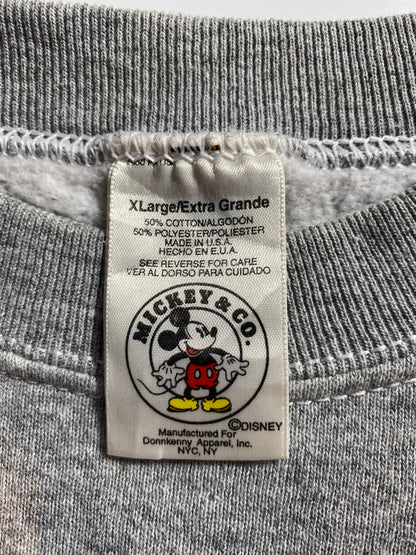 XLarge/Extra Grande
50% COTTON/ALGODÓN
50% POLYESTER/POLIESTER
MADE IN U.S.A.
HECHO EN E.U.A.
SEE REVERSE FOR CARE
VER AL DORSO PARA CUIDADO
MICKEY & CO.
©DISNEY
Manufactured For
Donnkenny Apparel, Inc.
NYC, NY